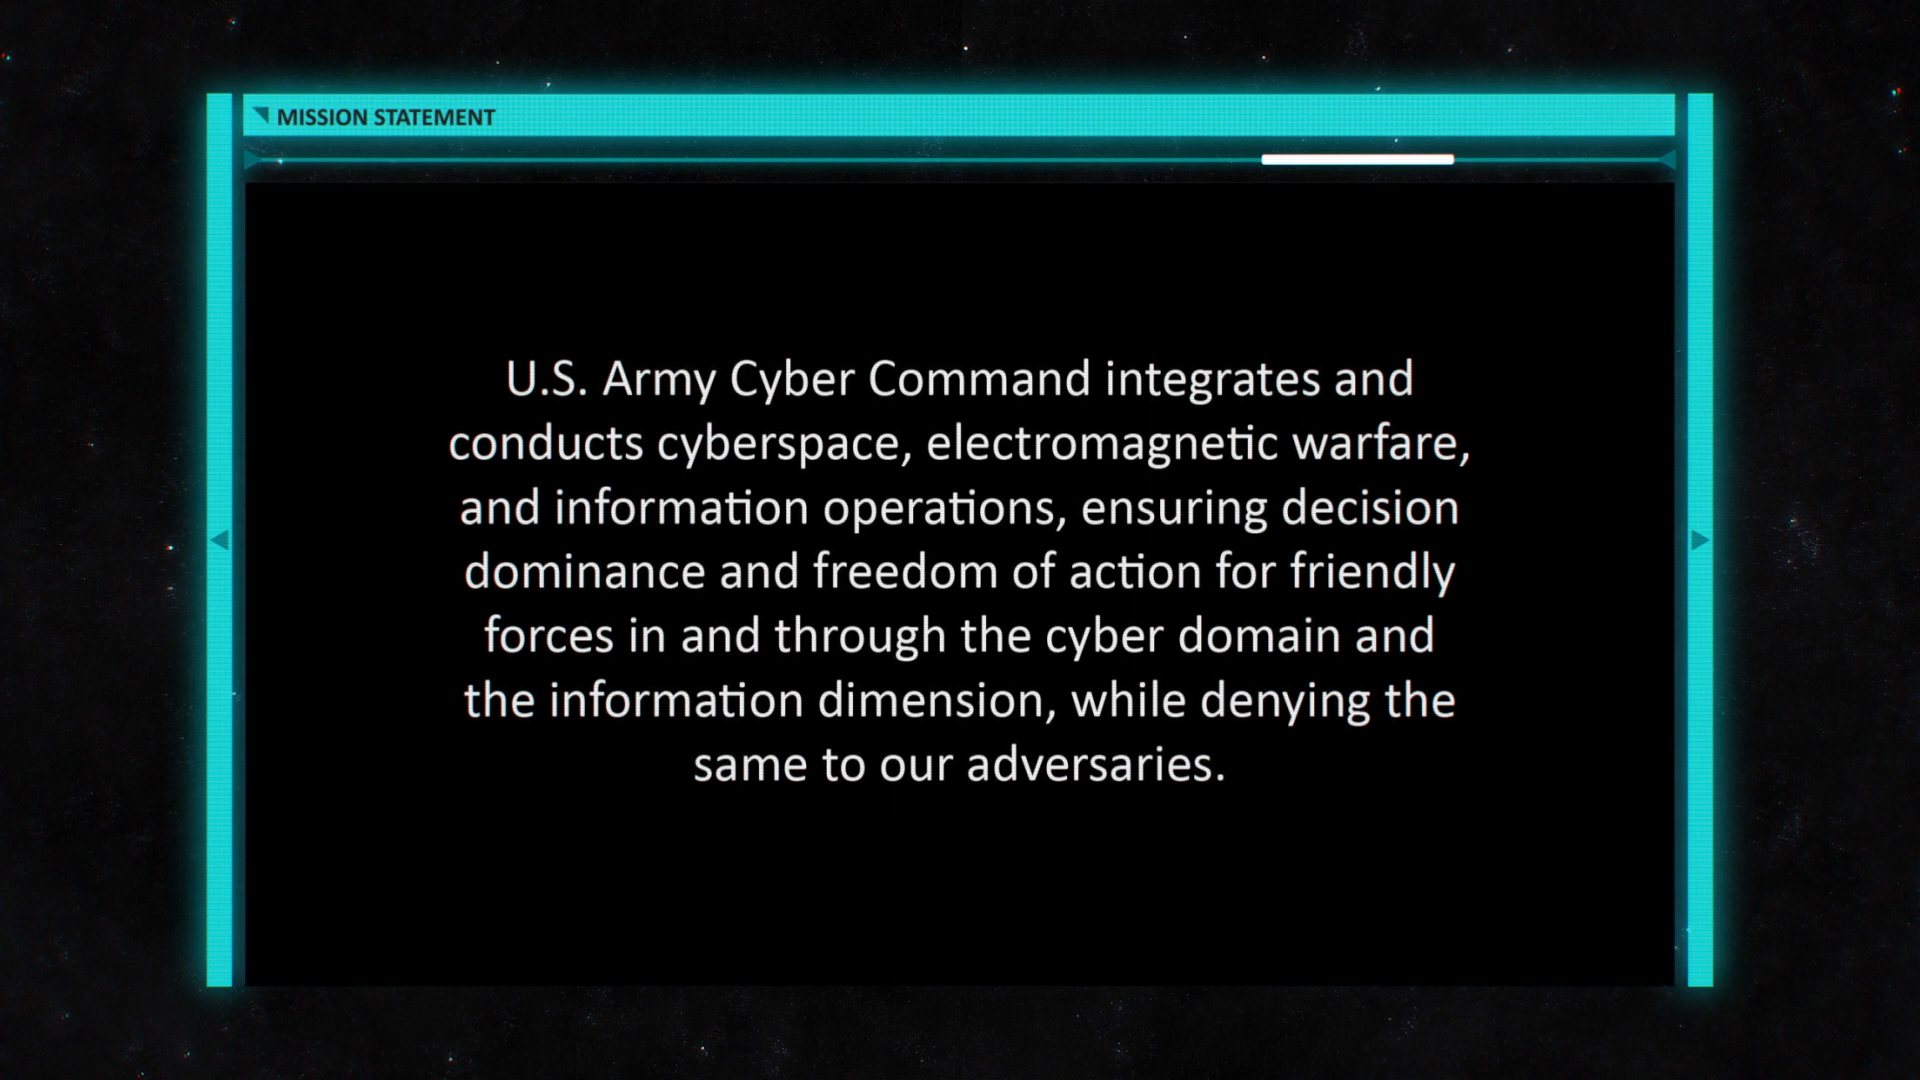 MISSION STATEMENT
U.S. Army Cyber Command integrates and
conducts cyberspace, electromagnetic warfare,
and information operations, ensuring decision
dominance and freedom of action for friendly
forces in and through the cyber domain and
the information dimension, while denying the
same to our adversaries.